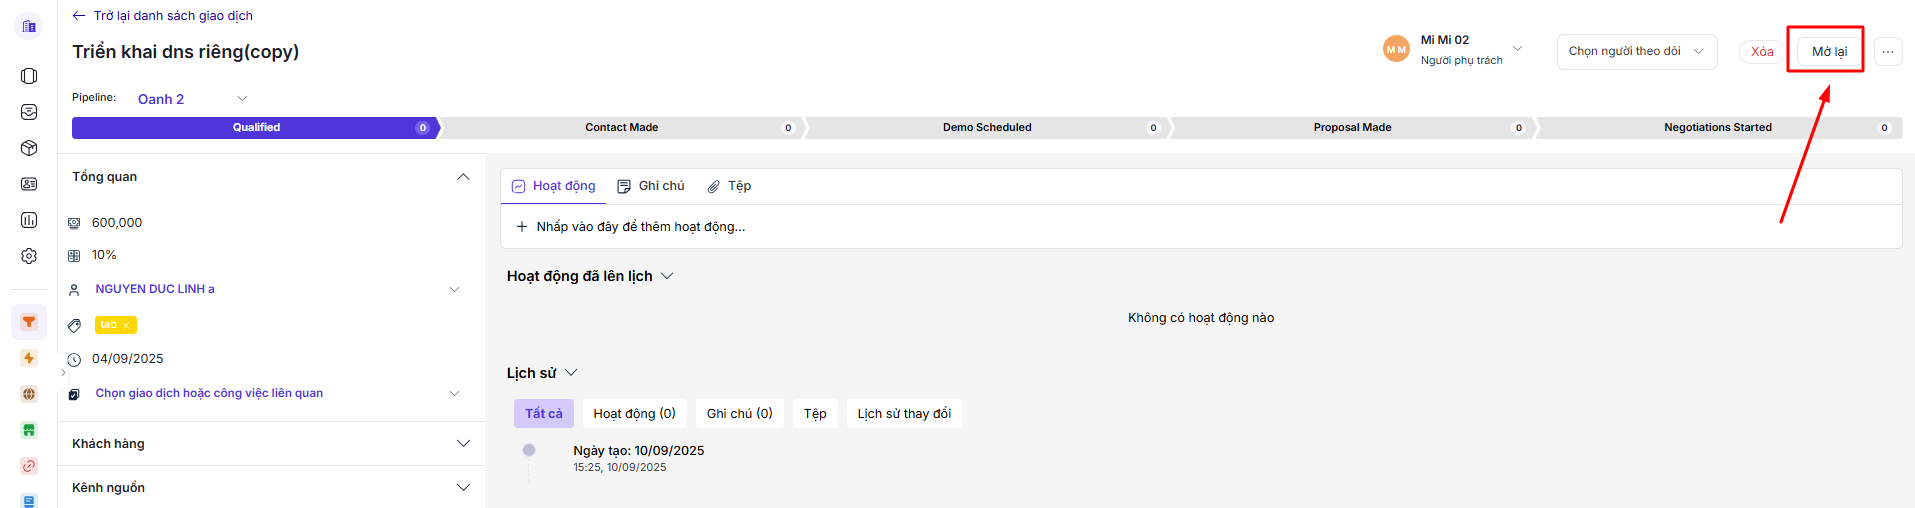 Trở lại danh sách giao dịch
Triển khai dns riêng(copy)
MM
Mi Mi 02
Người phụ trách
Chọn người theo dõi
Xóa
Mở lại
Pipeline:
Oanh 2
Qualified 0
Contact Made 0
Demo Scheduled 0
Proposal Made 0
Negotiations Started 0
Tổng quan
600,000
10%
NGUYEN DUC LINH a
tab ×
04/09/2025
Chọn giao dịch hoặc công việc liên quan
Khách hàng
Kênh nguồn
Hoạt động
Ghi chú
Tệp
+ Nhấp vào đây để thêm hoạt động...
Hoạt động đã lên lịch
Không có hoạt động nào
Lịch sử
Tất cả
Hoạt động (0)
Ghi chú (0)
Tệp
Lịch sử thay đổi
Ngày tạo: 10/09/2025
15:25, 10/09/2025